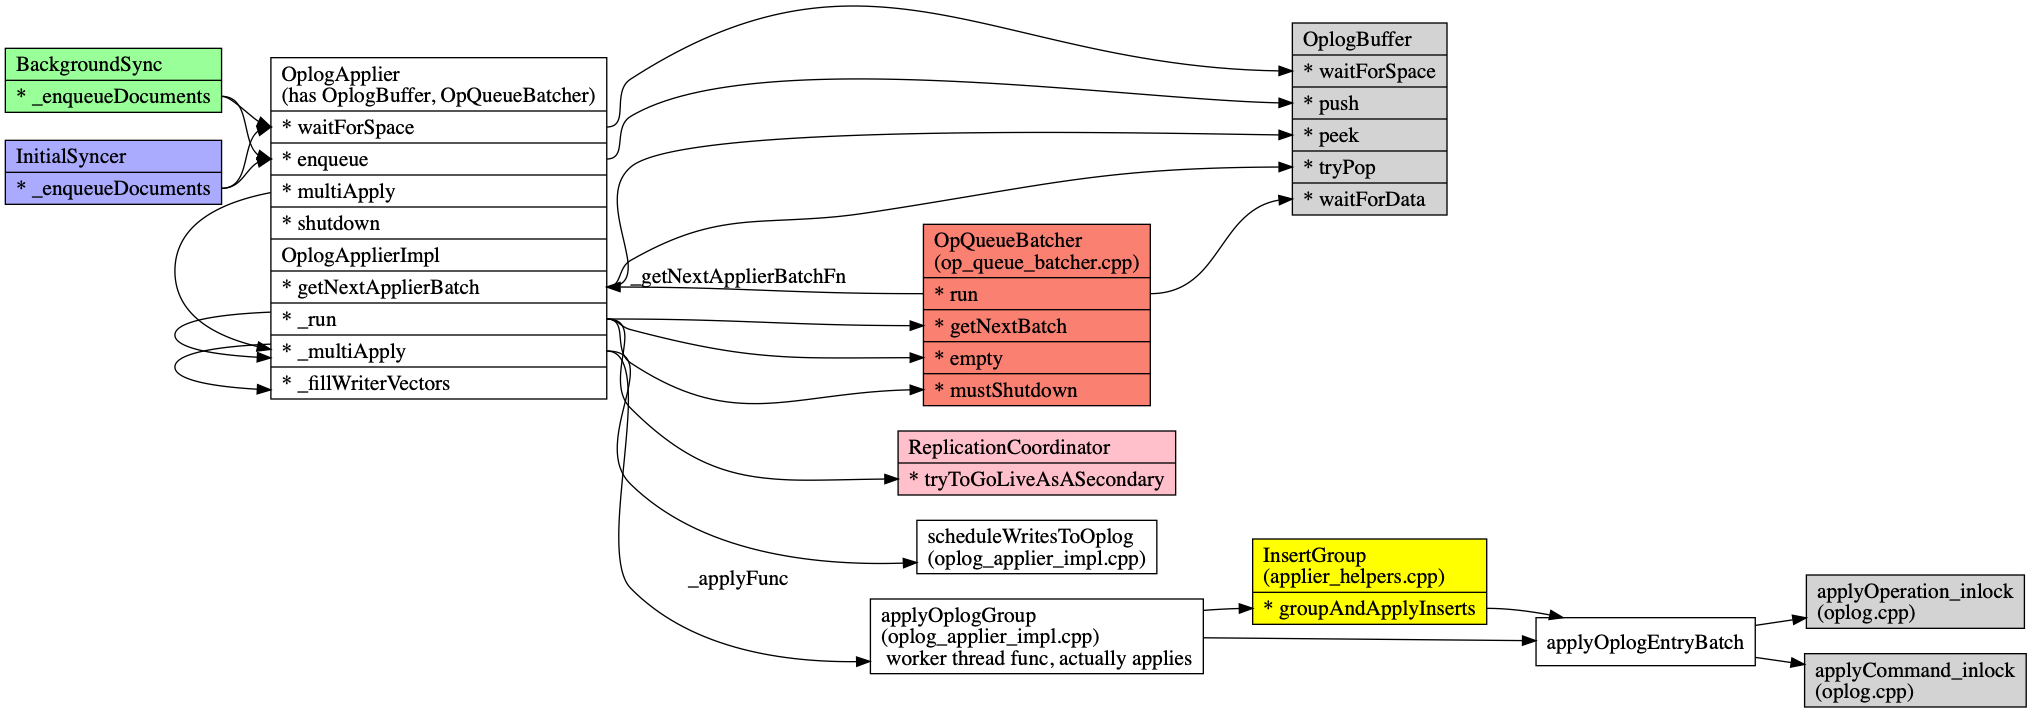 BackgroundSync
* _enqueueDocuments
InitialSyncer
* _enqueueDocuments
OplogApplier
(has OplogBuffer, OpQueueBatcher)
* waitForSpace
* enqueue
* multiApply
* shutdown
OplogApplierImpl
* getNextApplierBatch
* _run
* _multiApply
* _fillWriterVectors
OplogBuffer
* waitForSpace
* push
* peek
* tryPop
* waitForData
_getNextApplierBatchFn
OpQueueBatcher
(op_queue_batcher.cpp)
* run
* getNextBatch
* empty
* mustShutdown
ReplicationCoordinator
* tryToGoLiveAsASecondary
scheduleWritesToOplog
(oplog_applier_impl.cpp)
_applyFunc
applyOplogGroup
(oplog_applier_impl.cpp)
worker thread func, actually applies
InsertGroup
(applier_helpers.cpp)
* groupAndApplyInserts
applyOplogEntryBatch
applyOperation_inlock
(oplog.cpp)
applyCommand_inlock
(oplog.cpp)